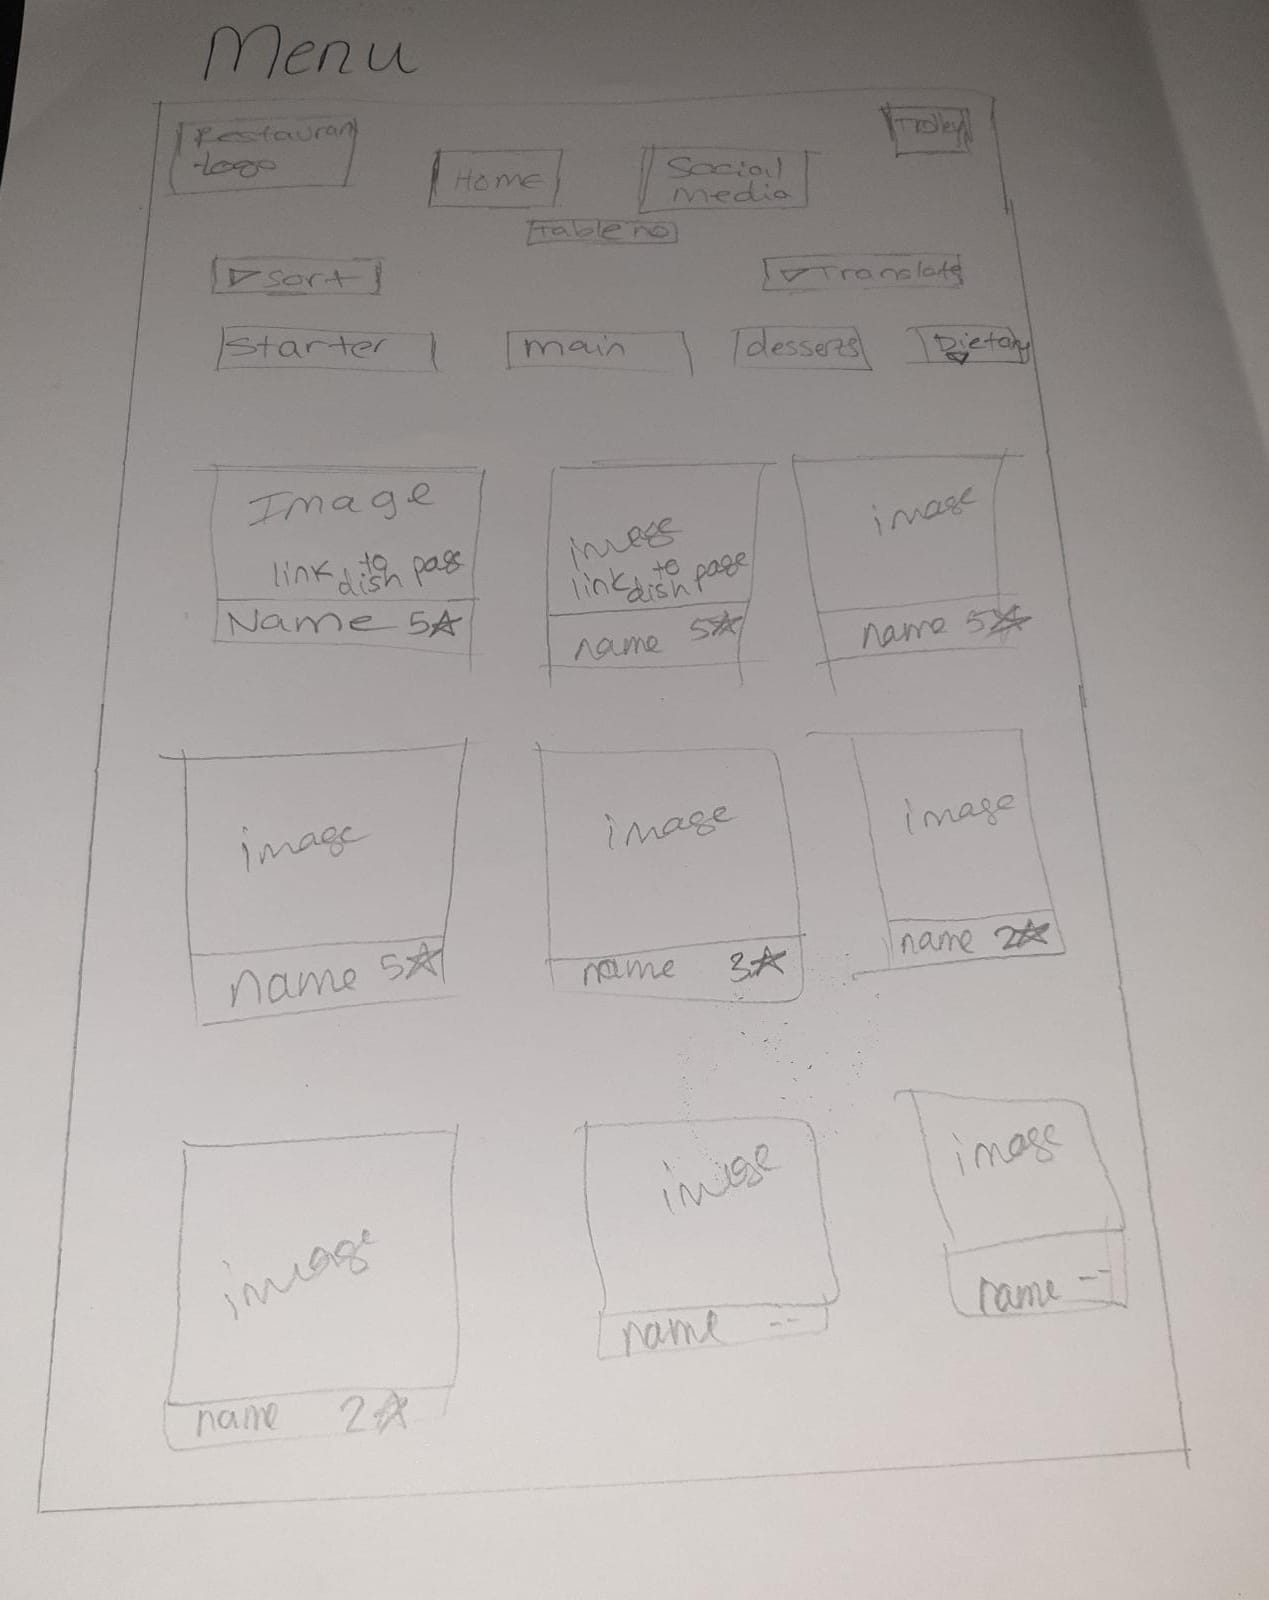 Menu
Restauran
logo
Trolley
Home
Social
media
table no
▽ Sort
▽ Translate
Starter
main
desserts
Dietary
Image
link to dish page
Name 5☆
image
link to dish page
name 5☆
image
name 5☆
image
name 5☆
image
name 3☆
image
name 2☆
image
name 2☆
image
name --
image
name --